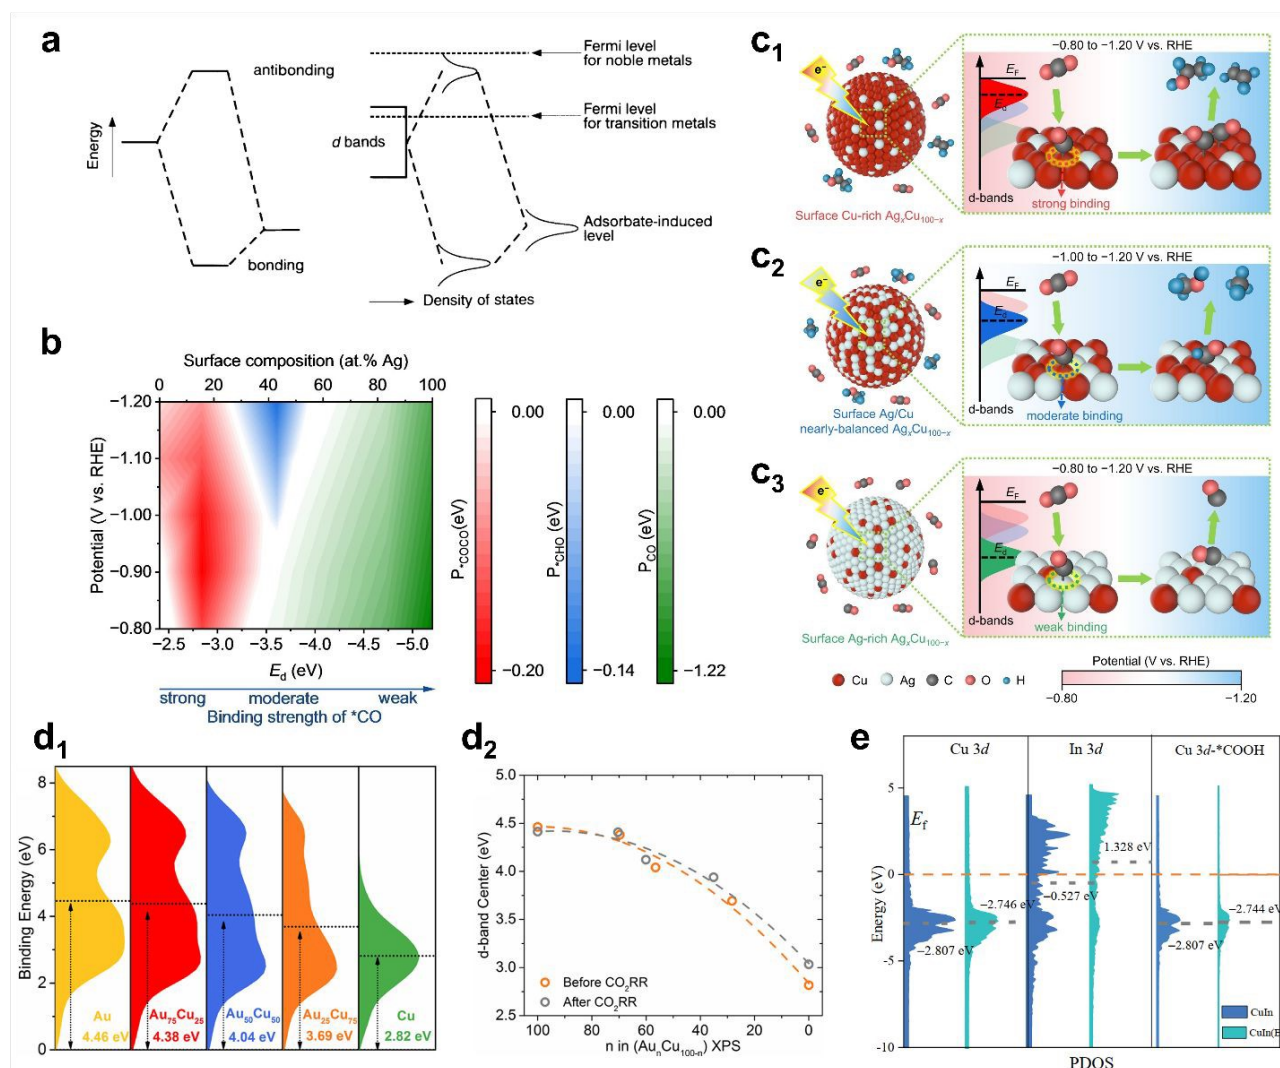 a
Energy
antibonding
bonding
d bands
Fermi level
for noble metals
Fermi level
for transition metals
Adsorbate-induced
level
Density of states
b
Surface composition (at.% Ag)
0 20 40 60 80 100
Potential (V vs. RHE)
−1.20
−1.10
−1.00
−0.90
−0.80
−2.5 −3.0 −3.5 −4.0 −4.5 −5.0
Ed (eV)
strong moderate weak
Binding strength of *CO
P*COCO(eV)
0.00
−0.20
P*CHO(eV)
0.00
−0.14
PCO(eV)
0.00
−1.22
c1
e−
Surface Cu-rich AgxCu100−x
−0.80 to −1.20 V vs. RHE
EF
Ed
d-bands
strong binding
c2
e−
Surface Ag/Cu
nearly-balanced AgxCu100−x
−1.00 to −1.20 V vs. RHE
EF
Ed
d-bands
moderate binding
c3
e−
Surface Ag-rich AgxCu100−x
−0.80 to −1.20 V vs. RHE
EF
Ed
d-bands
weak binding
Cu Ag C O H
Potential (V vs. RHE)
−0.80 −1.20
d1
Binding Energy (eV)
8
6
4
2
0
Au
4.46 eV
Au75Cu25
4.38 eV
Au50Cu50
4.04 eV
Au25Cu75
3.69 eV
Cu
2.82 eV
d2
d-band Center (eV)
5.0
4.5
4.0
3.5
3.0
2.5
Before CO2RR
After CO2RR
100 80 60 40 20 0
n in (AunCu100-n) XPS
e
Cu 3d In 3d Cu 3d-*COOH
Energy (eV)
5
0
-5
-10
Ef
−2.807 eV
−2.746 eV
−0.527 eV
1.328 eV
−2.807 eV
−2.744 eV
CuIn
PDOS